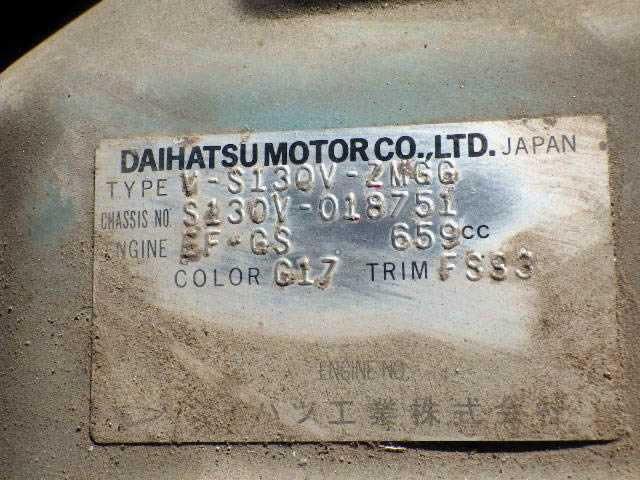 DAIHATSU MOTOR CO.,LTD. JAPAN
TYPE V-S130V-ZMGG
CHASSIS NO. S130V-018751
ENGINE EF-GS 659CC
COLOR G17 TRIM FS93
ENGINE NO.
ハツ工業株式会社